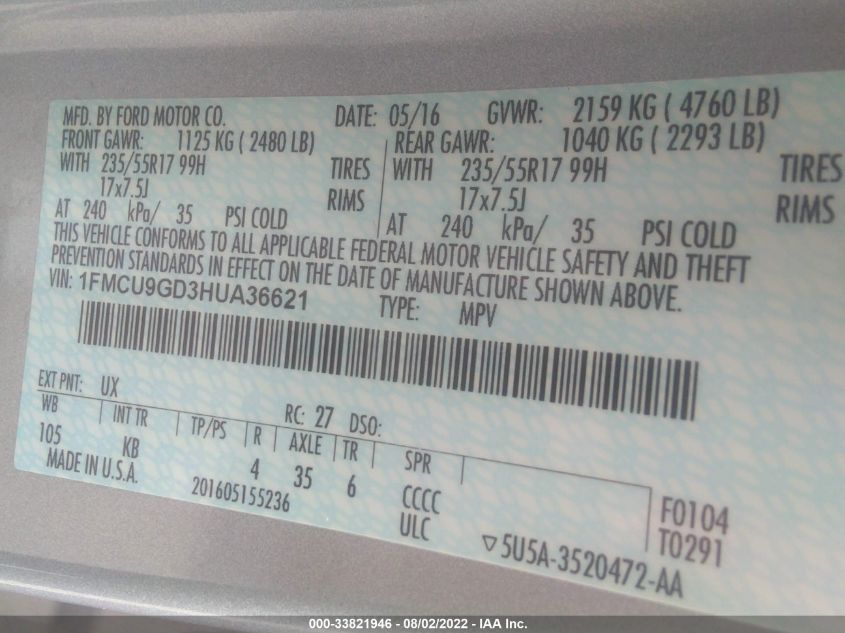 MFD. BY FORD MOTOR CO. DATE: 05/16 GVWR: 2159 KG ( 4760 LB)
FRONT GAWR: 1125 KG ( 2480 LB) REAR GAWR: 1040 KG ( 2293 LB)
WITH 235/55R17 99H TIRES WITH 235/55R17 99H TIRES
17x7.5J RIMS 17x7.5J RIMS
AT 240 kPa/ 35 PSI COLD AT 240 kPa/ 35 PSI COLD
THIS VEHICLE CONFORMS TO ALL APPLICABLE FEDERAL MOTOR VEHICLE SAFETY AND THEFT
PREVENTION STANDARDS IN EFFECT ON THE DATE OF MANUFACTURE SHOWN ABOVE.
VIN: 1FMCU9GD3HUA36621 TYPE: MPV
EXT PNT: UX RC: 27 DSO:
WB INT TR TP/PS R AXLE TR SPR
105 KB 4 35 6 CCCC F0104
MADE IN U.S.A. 201605155236 ULC T0291
▽5U5A-3520472-AA
000-33821946 - 08/02/2022 - IAA Inc.